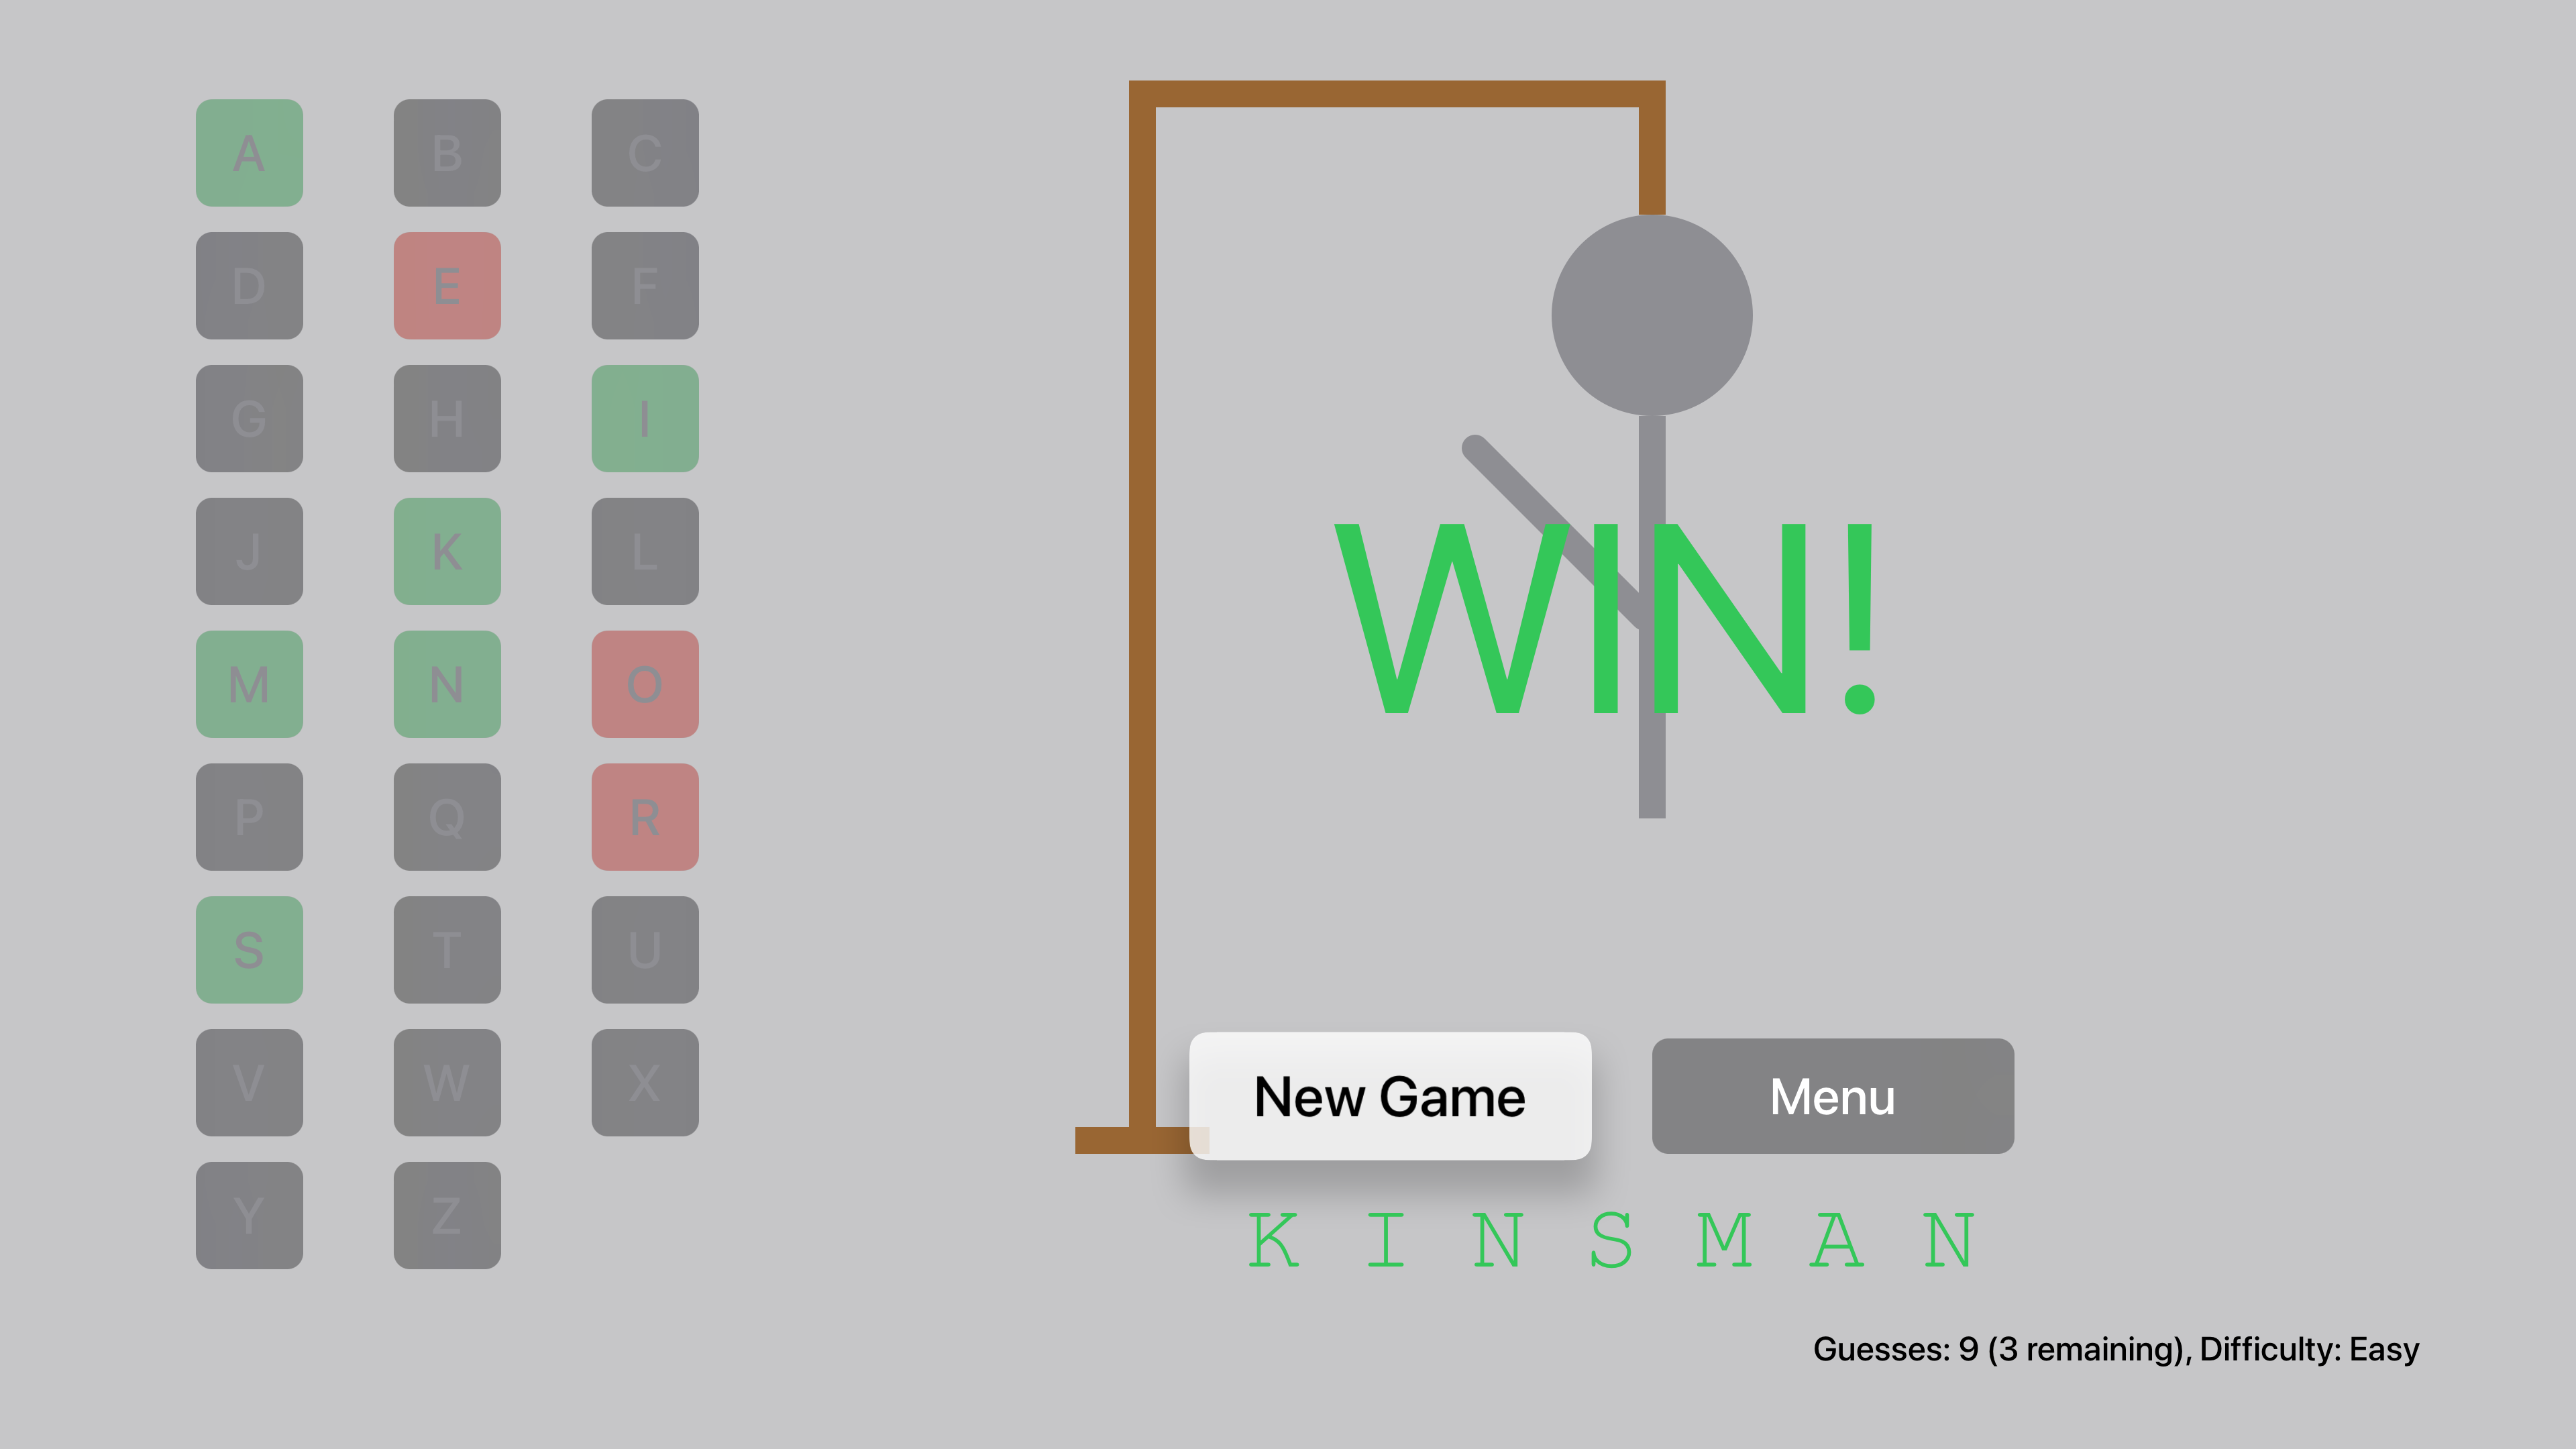 A B C
D E F
G H I
J K L
M N O
P Q R
S T U
V W X
Y Z
WIN!
New Game Menu
K I N S M A N
Guesses: 9 (3 remaining), Difficulty: Easy